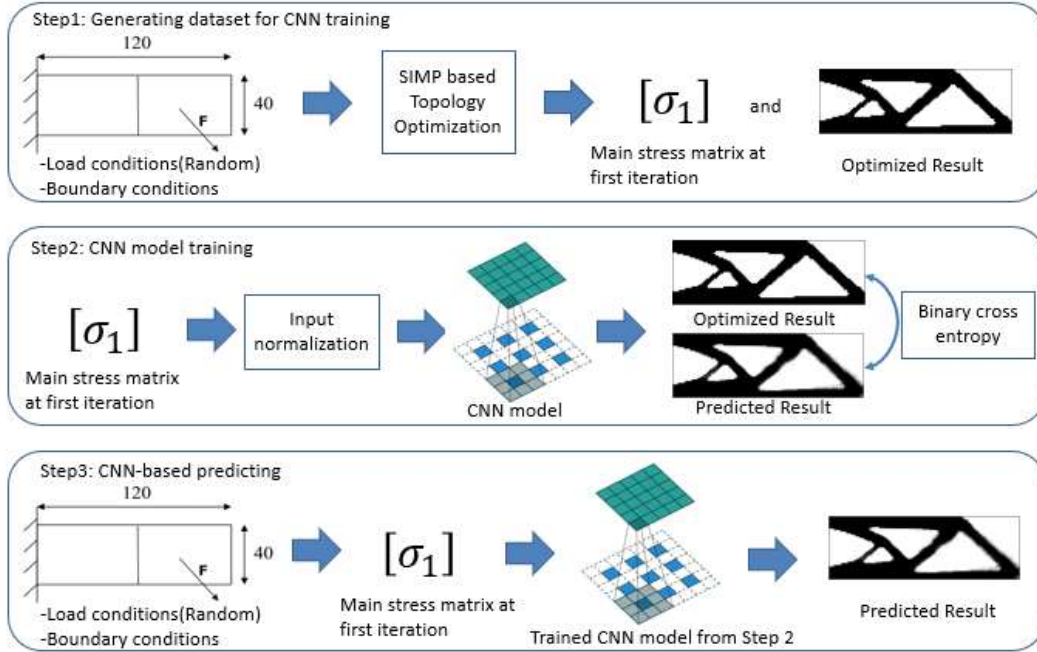 Step1: Generating dataset for CNN training
120
40
F
-Load conditions(Random)
-Boundary conditions
SIMP based
Topology
Optimization
[σ1]
and
Main stress matrix at
first iteration
Optimized Result
Step2: CNN model training
[σ1]
Main stress matrix
at first iteration
Input
normalization
CNN model
Optimized Result
Predicted Result
Binary cross
entropy
Step3: CNN-based predicting
120
40
F
-Load conditions(Random)
-Boundary conditions
[σ1]
Main stress matrix at
first iteration
Trained CNN model from Step 2
Predicted Result